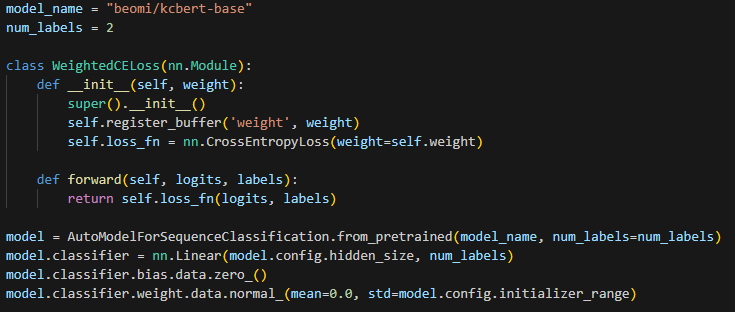 model_name = "beomi/kcbert-base"
num_labels = 2
class WeightedCELoss(nn.Module):
def __init__(self, weight):
super().__init__()
self.register_buffer('weight', weight)
self.loss_fn = nn.CrossEntropyLoss(weight=self.weight)
def forward(self, logits, labels):
return self.loss_fn(logits, labels)
model = AutoModelForSequenceClassification.from_pretrained(model_name, num_labels=num_labels)
model.classifier = nn.Linear(model.config.hidden_size, num_labels)
model.classifier.bias.data.zero_()
model.classifier.weight.data.normal_(mean=0.0, std=model.config.initializer_range)